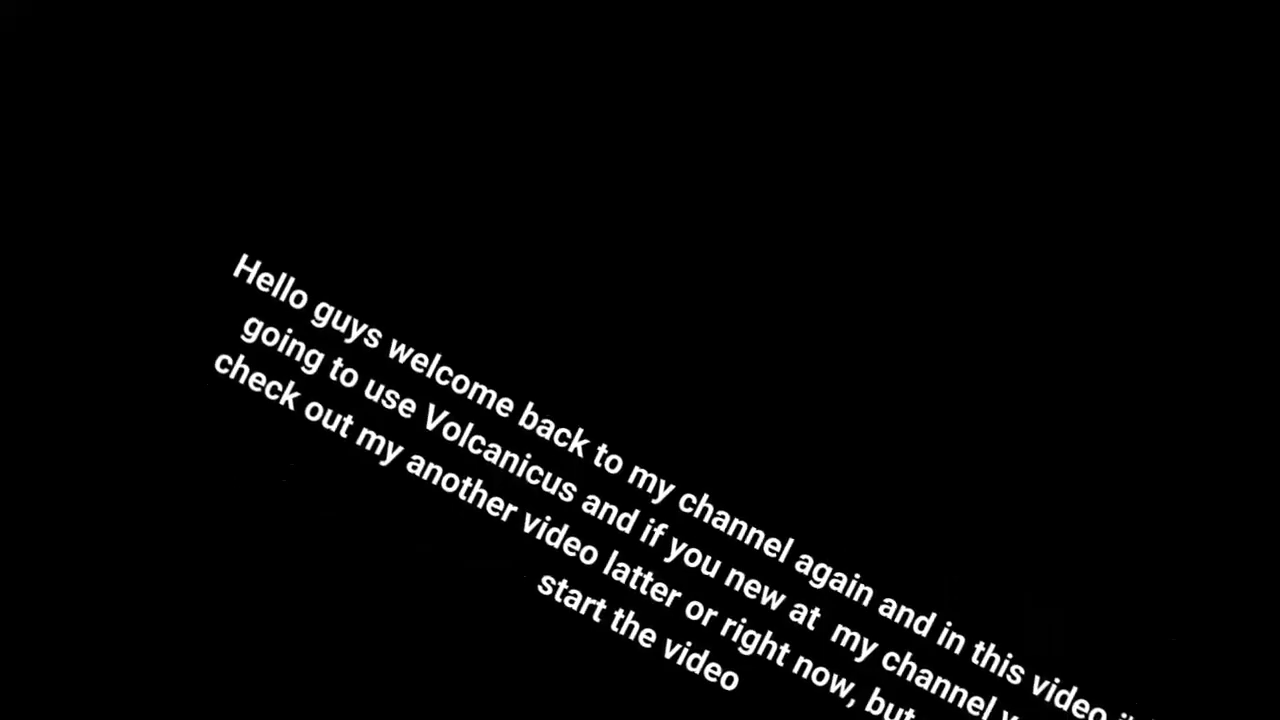 Hello guys welcome back to my channel again and in this video
going to use Volcanicus and if you new at my channel
check out my another video latter or right now, but
start the video